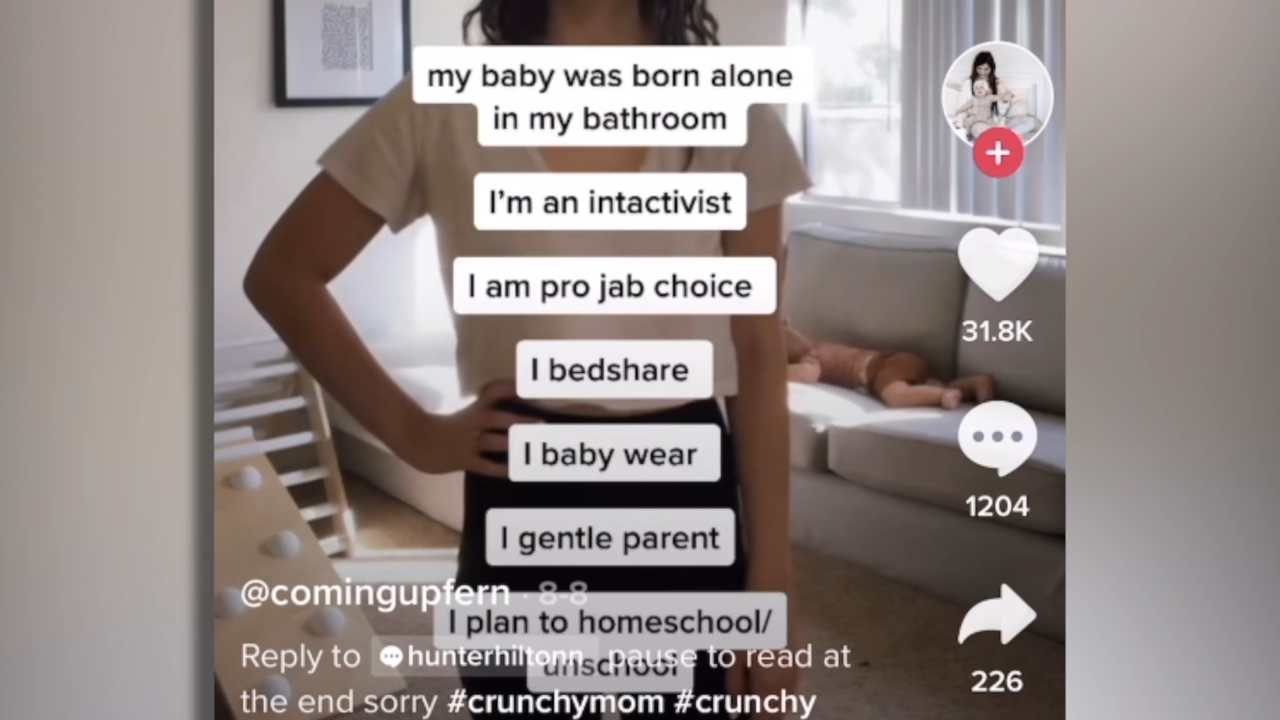 my baby was born alone
in my bathroom
I'm an intactivist
I am pro jab choice
I bedshare
I baby wear
I gentle parent
I plan to homeschool/
unschool
31.8K
1204
226
@comingupfern · 8-8
Reply to hunterhiltonn pause to read at
the end sorry #crunchymom #crunchy